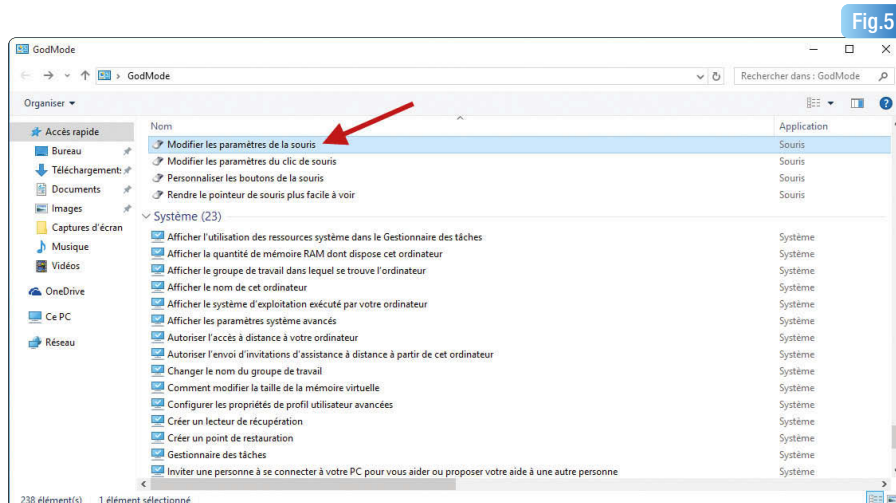 Fig.5
GodMode
GodMode
Rechercher dans : GodMode
Organiser
Nom
Application
Accès rapide
Bureau
Téléchargement:
Documents
Images
Captures d'écran
Musique
Vidéos
OneDrive
Ce PC
Réseau
Modifier les paramètres de la souris Souris
Modifier les paramètres du clic de souris Souris
Personnaliser les boutons de la souris Souris
Rendre le pointeur de souris plus facile à voir Souris
Système (23)
Afficher l'utilisation des ressources système dans le Gestionnaire des tâches Système
Afficher la quantité de mémoire RAM dont dispose cet ordinateur Système
Afficher le groupe de travail dans lequel se trouve l'ordinateur Système
Afficher le nom de cet ordinateur Système
Afficher le système d'exploitation exécuté par votre ordinateur Système
Afficher les paramètres système avancés Système
Autoriser l'accès à distance à votre ordinateur Système
Autoriser l'envoi d'invitations d'assistance à distance à partir de cet ordinateur Système
Changer le nom du groupe de travail Système
Comment modifier la taille de la mémoire virtuelle Système
Configurer les propriétés de profil utilisateur avancées Système
Créer un lecteur de récupération Système
Créer un point de restauration Système
Gestionnaire des tâches Système
Inviter une personne à se connecter à votre PC pour vous aider ou proposer votre aide à une autre personne Système
238 élément(s) 1 élément sélectionné